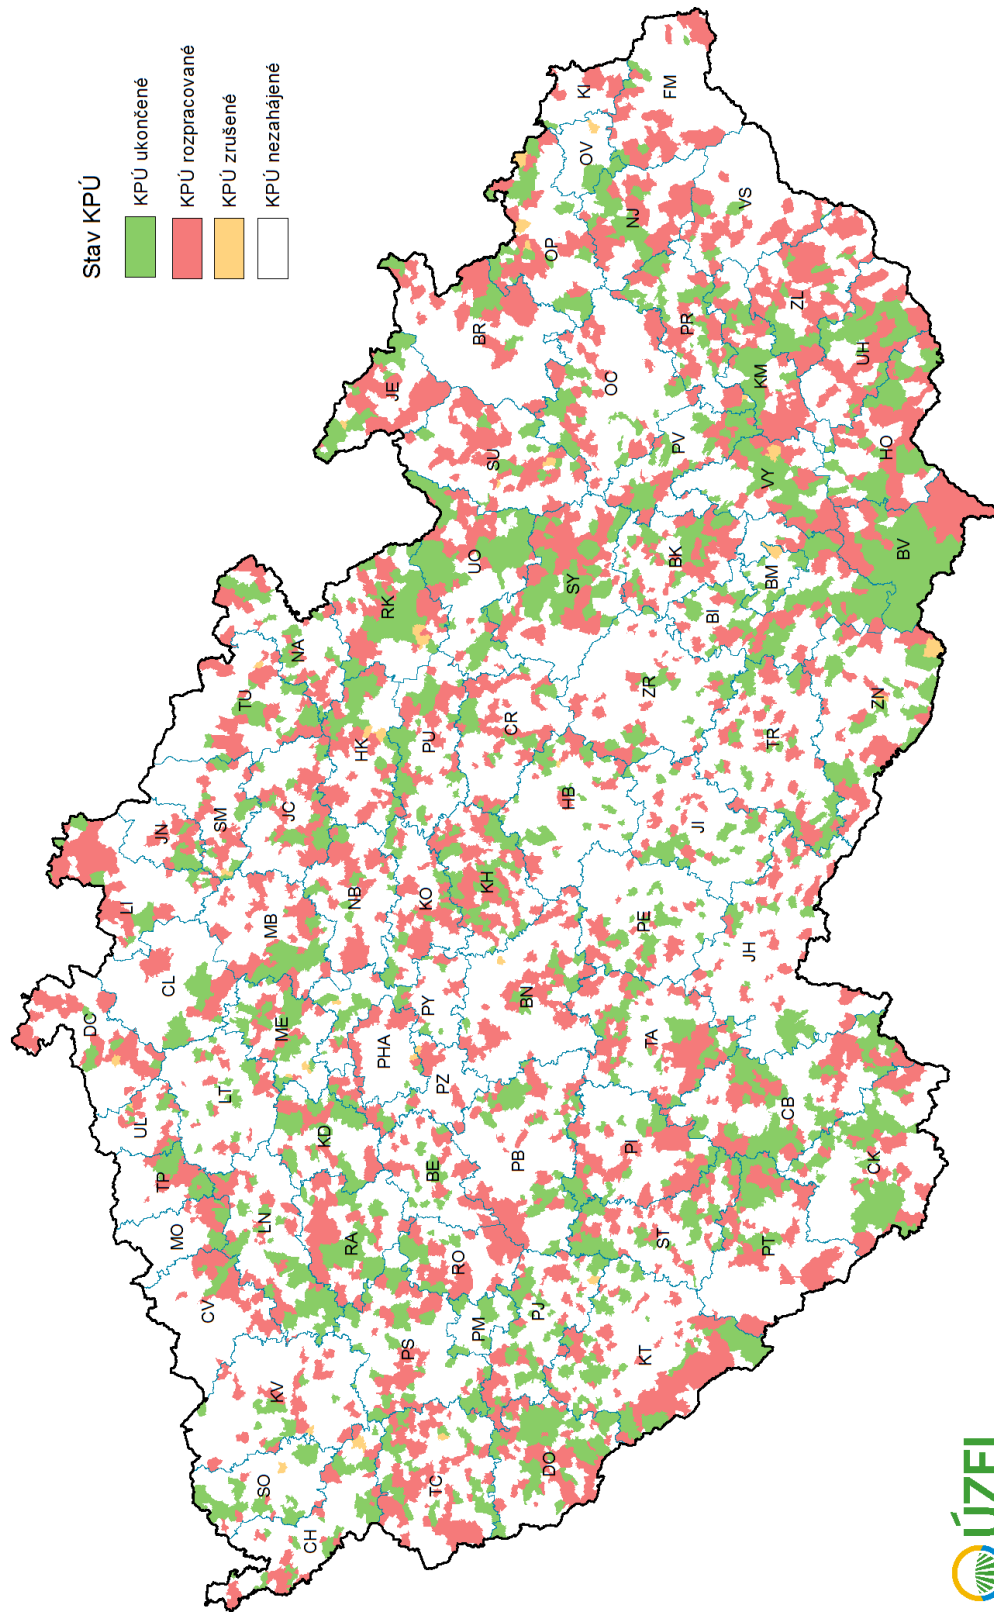 Stav KPÚ
KPÚ ukončené
KPÚ rozpracované
KPÚ zrušené
KPÚ nezahájené
DC
LI
JN
TU
NA
JE
UL
CL
SM
TP
LT
MB
JC
RK
BR
MO
CV
LN
ME
NB
HK
UO
SU
OP
OV
KI
KV
RA
KD
PHA
PY
KO
PU
SY
OC
NJ
FM
SO
CH
PS
RO
BE
PZ
KH
CR
BK
PV
PR
VS
TC
PM
PB
BN
HB
ZR
BI
BM
VY
KM
ZL
PJ
DO
KT
ST
PI
TA
PE
JI
TR
UH
HO
BV
ZN
JH
PT
CB
CK
ÚZEI